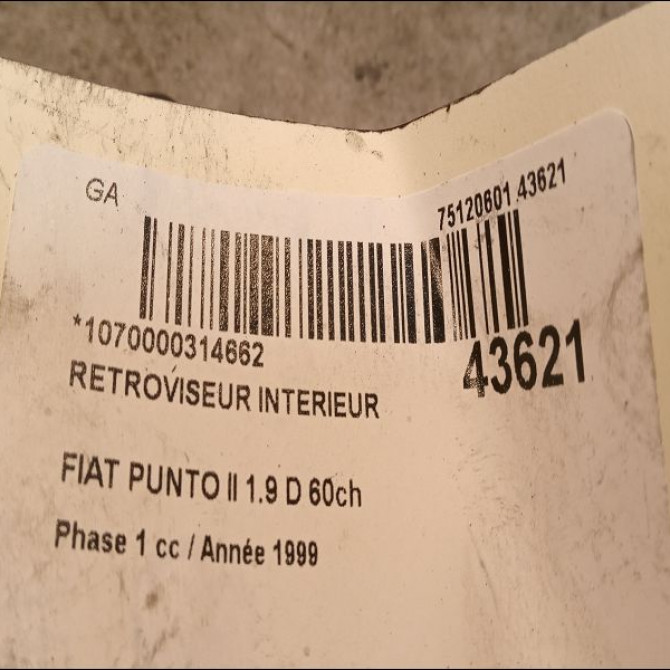 GA
75120601 43621
*1070000314662
43621
RETROVISEUR INTERIEUR
FIAT PUNTO II 1.9 D 60ch
Phase 1 cc / Année 1999